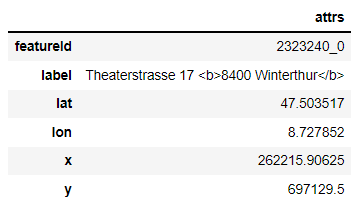 attrs
featureId 2323240_0
label Theaterstrasse 17 <b>8400 Winterthur</b>
lat 47.503517
lon 8.727852
x 262215.90625
y 697129.5